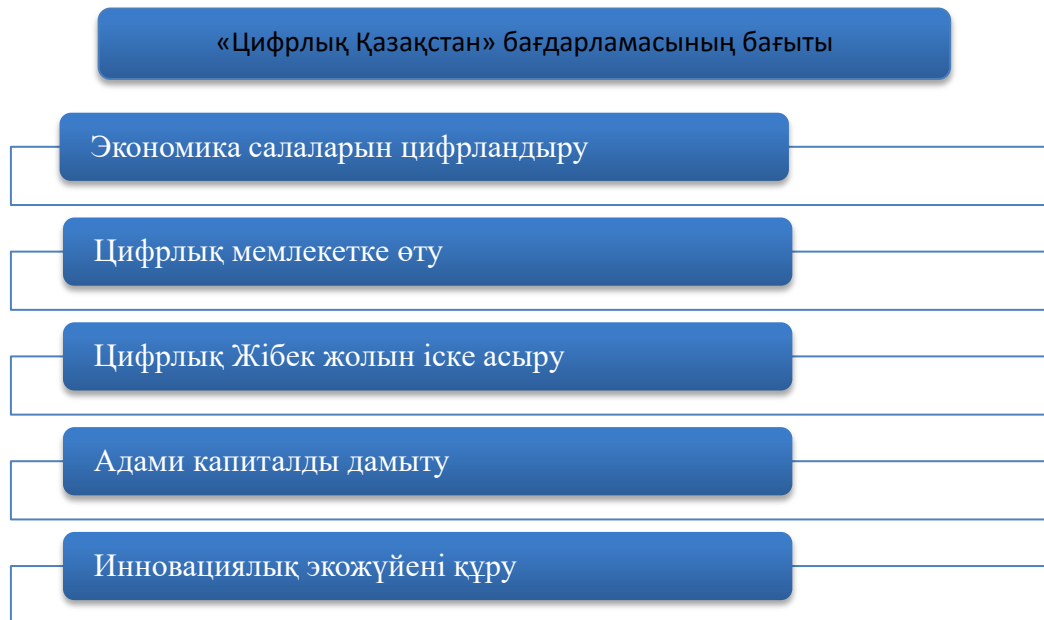 «Цифрлық Қазақстан» бағдарламасының бағыты
Экономика салаларын цифрландыру
Цифрлық мемлекетке өту
Цифрлық Жібек жолын іске асыру
Адами капиталды дамыту
Инновациялық экожүйені құру